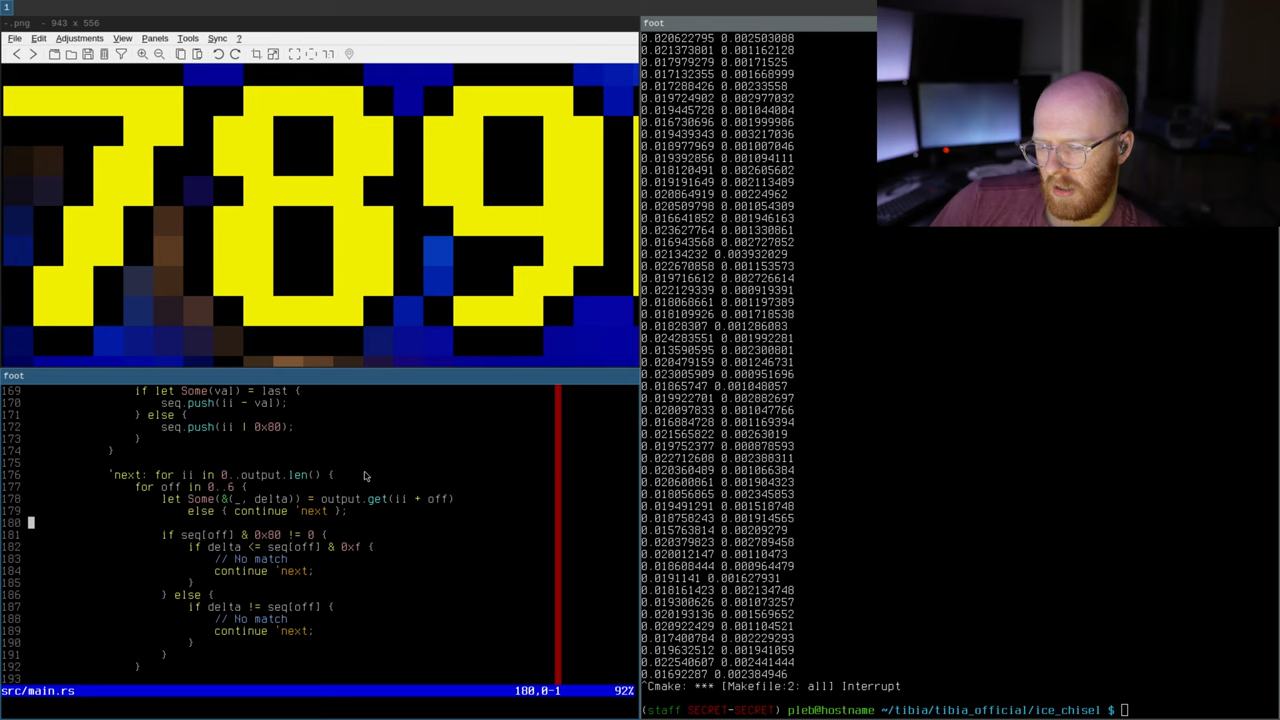 1
-.png - 943 x 556
File Edit Adjustments View Panels Tools Sync ?
789
foot
169 if let Some(val) = last {
170 seq.push(ii - val);
171 } else {
172 seq.push(ii | 0x80);
173 }
174 }
175
176 'next: for ii in 0..output.len() {
177 for off in 0..6 {
178 let Some(&(_, delta)) = output.get(ii + off)
179 else { continue 'next };
180
181 if seq[off] & 0x80 != 0 {
182 if delta <= seq[off] & 0xf {
183 // No match
184 continue 'next;
185 }
186 } else {
187 if delta != seq[off] {
188 // No match
189 continue 'next;
190 }
191 }
192 }
193
src/main.rs 180,0-1 92%
foot
0.020622795 0.002503088
0.021373801 0.001162128
0.017979279 0.00171525
0.017132355 0.001668999
0.017288426 0.00233558
0.019724902 0.002977032
0.019445728 0.001044004
0.016730696 0.001999986
0.019439343 0.003217036
0.018977969 0.001007046
0.019392856 0.001094111
0.018120491 0.002605602
0.019191649 0.002113489
0.020864919 0.00224962
0.020509798 0.001054309
0.016641852 0.001946163
0.023627764 0.001330861
0.016943568 0.002727852
0.02134232 0.003932029
0.022670858 0.001153573
0.019716612 0.002726614
0.022129339 0.000919391
0.018068661 0.001197389
0.018109926 0.001718538
0.01828307 0.001286083
0.024283551 0.001992281
0.013590595 0.002300801
0.020479159 0.001246731
0.023005909 0.000951696
0.01865747 0.001048057
0.019922701 0.002882697
0.020097833 0.001047766
0.016884728 0.001169394
0.021565822 0.00263019
0.019752377 0.000878593
0.022712608 0.002388311
0.020360489 0.001066384
0.020600861 0.001904323
0.018056865 0.002345853
0.019491291 0.001518748
0.018758243 0.001914565
0.015763814 0.00209279
0.020379823 0.002789458
0.020012147 0.00110473
0.018608444 0.000964479
0.0191141 0.001627931
0.018161423 0.002134748
0.019300626 0.001073257
0.020193136 0.001569652
0.020922429 0.001104521
0.017400784 0.002229293
0.019632512 0.001941059
0.022540607 0.002441444
0.01692287 0.002384946
^Cmake: *** [Makefile:2: all] Interrupt
(staff SECRET-SECRET) pleb@hostname ~/tibia/tibia_official/ice_chisel $